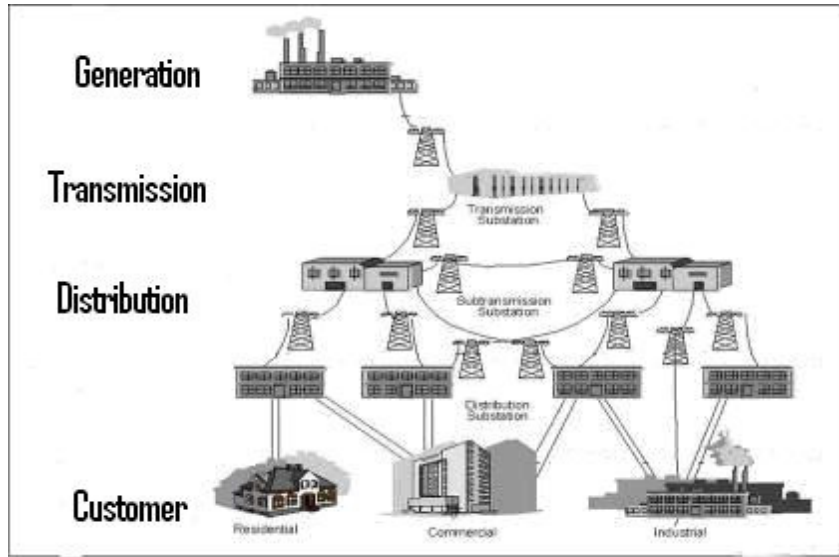 Generation
Transmission
Transmission
Substation
Distribution
Subtransmission
Substation
Distribution
Substation
Customer
Residential
Commercial
Industrial